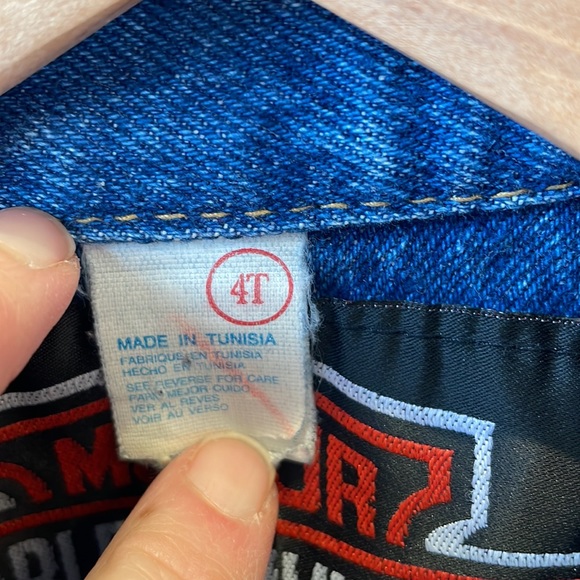 4T
MADE IN TUNISIA
FABRIQUE EN TUNISIA
HECHO EN TUNISIA
SEE REVERSE FOR CARE
PARA MEJOR CUIDO
VER AL REVES
VOIR AU VERSO